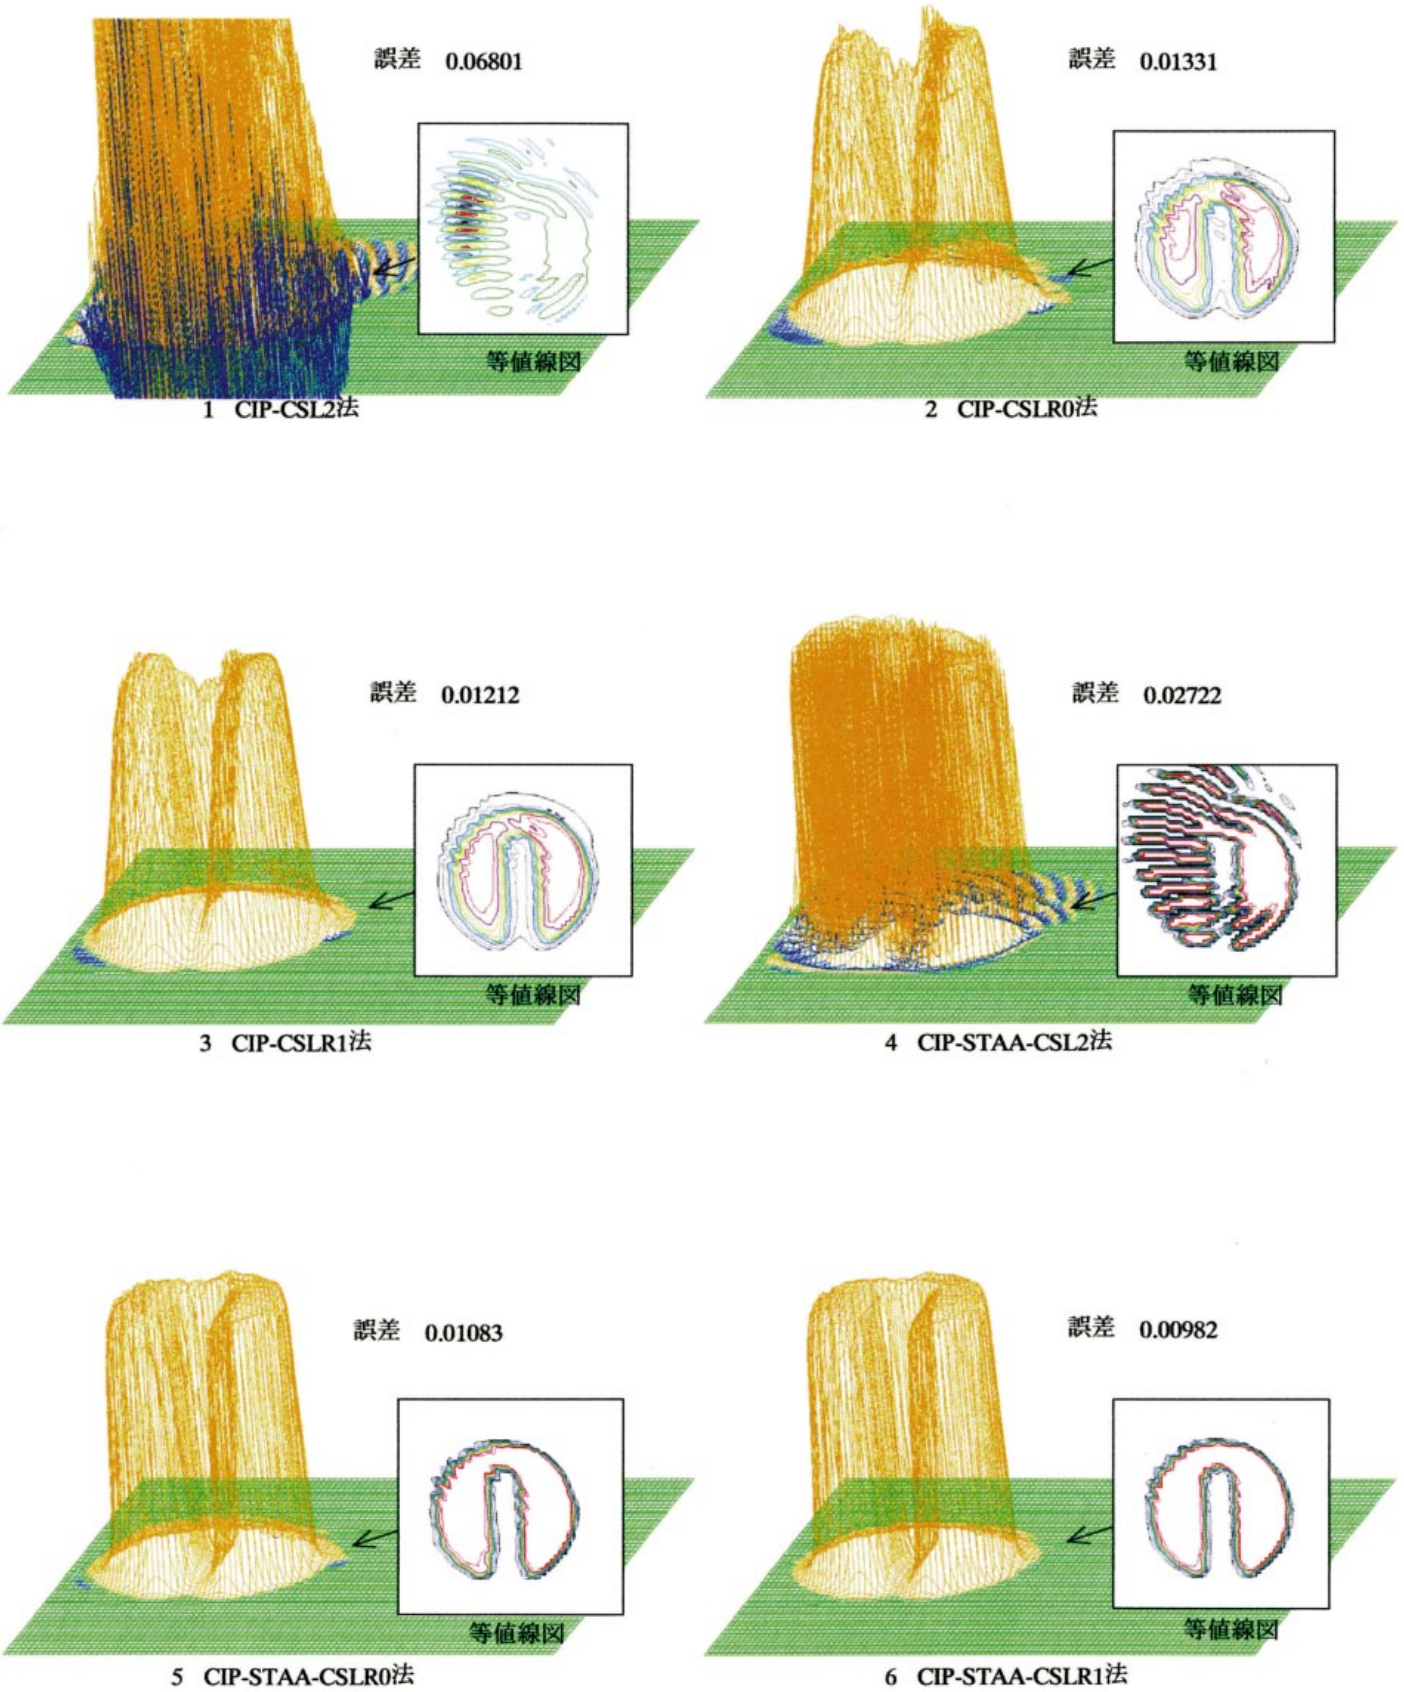 誤差 0.06801
等値線図
1 CIP-CSL2法
誤差 0.01331
等値線図
2 CIP-CSLR0法
誤差 0.01212
等値線図
3 CIP-CSLR1法
誤差 0.02722
等値線図
4 CIP-STAA-CSL2法
誤差 0.01083
等値線図
5 CIP-STAA-CSLR0法
誤差 0.00982
等値線図
6 CIP-STAA-CSLR1法